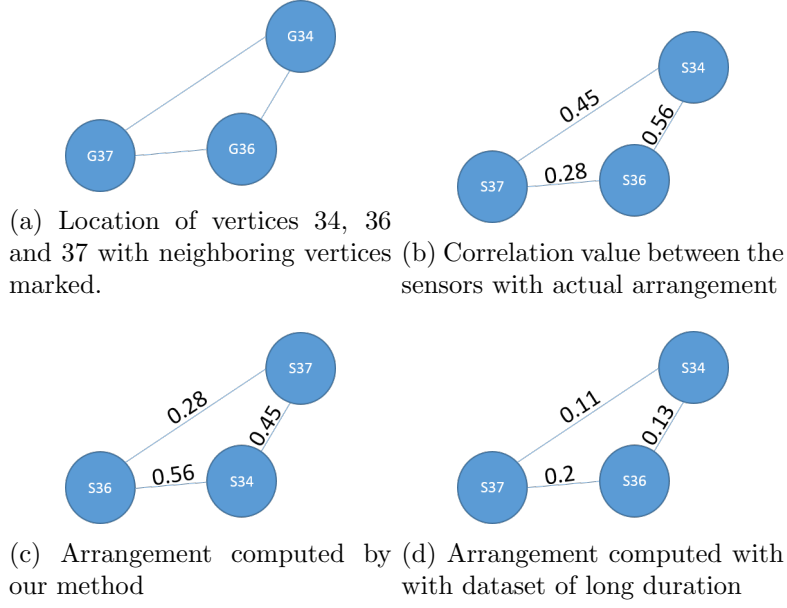 G34
G37
G36
(a) Location of vertices 34, 36
and 37 with neighboring vertices
marked.
S34
0.45
0.56
0.28
S37
S36
(b) Correlation value between the
sensors with actual arrangement
S37
0.28
0.45
0.56
S36
S34
(c) Arrangement computed by
our method
S34
0.11
0.13
0.2
S37
S36
(d) Arrangement computed with
with dataset of long duration